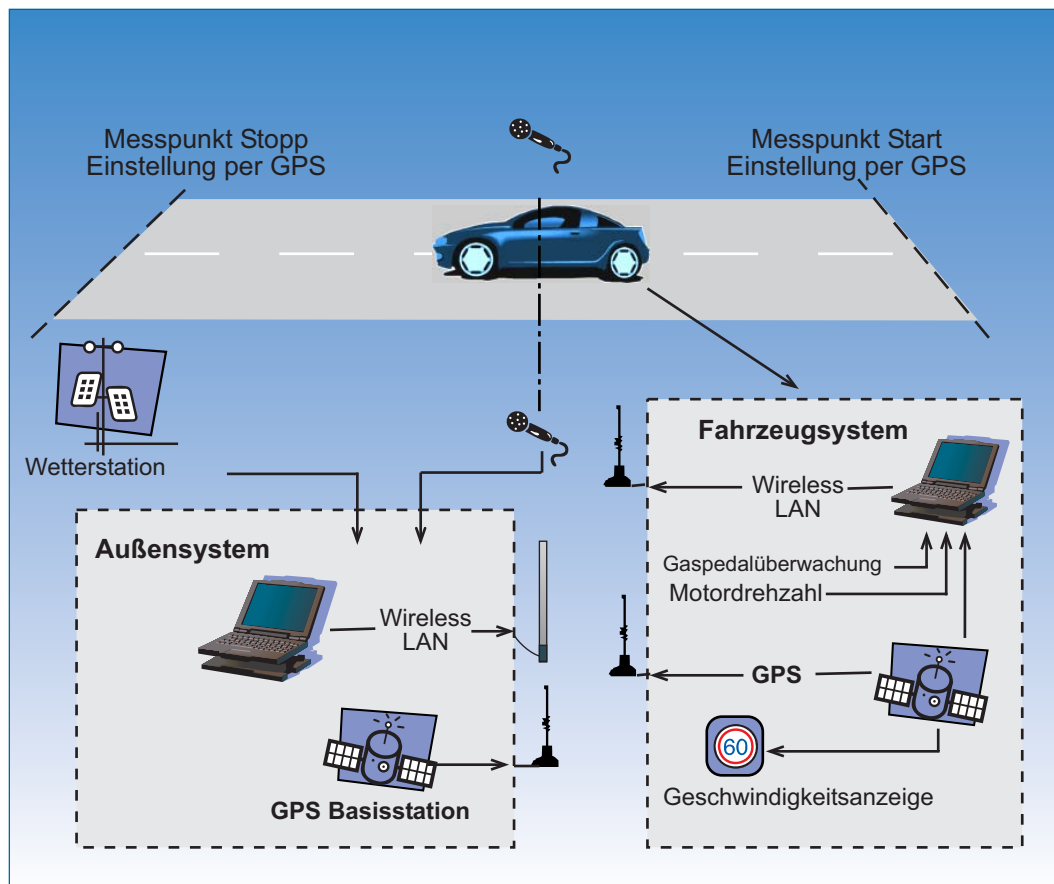 Messpunkt Stopp
Einstellung per GPS
Messpunkt Start
Einstellung per GPS
Wetterstation
Außensystem
Wireless
LAN
GPS Basisstation
Fahrzeugsystem
Wireless
LAN
Gaspedalüberwachung
Motordrehzahl
GPS
60
Geschwindigkeitsanzeige